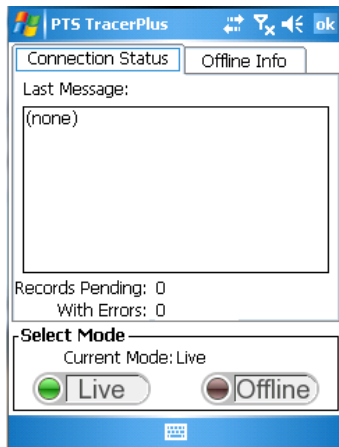 PTS TracerPlus ok
Connection Status Offline Info
Last Message:
(none)
Records Pending: 0
With Errors: 0
Select Mode
Current Mode: Live
Live Offline